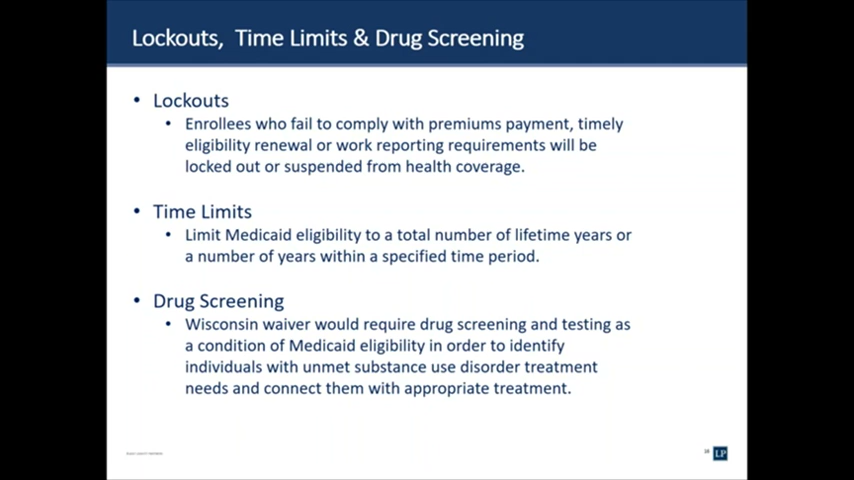 Lockouts, Time Limits & Drug Screening
• Lockouts
• Enrollees who fail to comply with premiums payment, timely
eligibility renewal or work reporting requirements will be
locked out or suspended from health coverage.
• Time Limits
• Limit Medicaid eligibility to a total number of lifetime years or
a number of years within a specified time period.
• Drug Screening
• Wisconsin waiver would require drug screening and testing as
a condition of Medicaid eligibility in order to identify
individuals with unmet substance use disorder treatment
needs and connect them with appropriate treatment.
LP